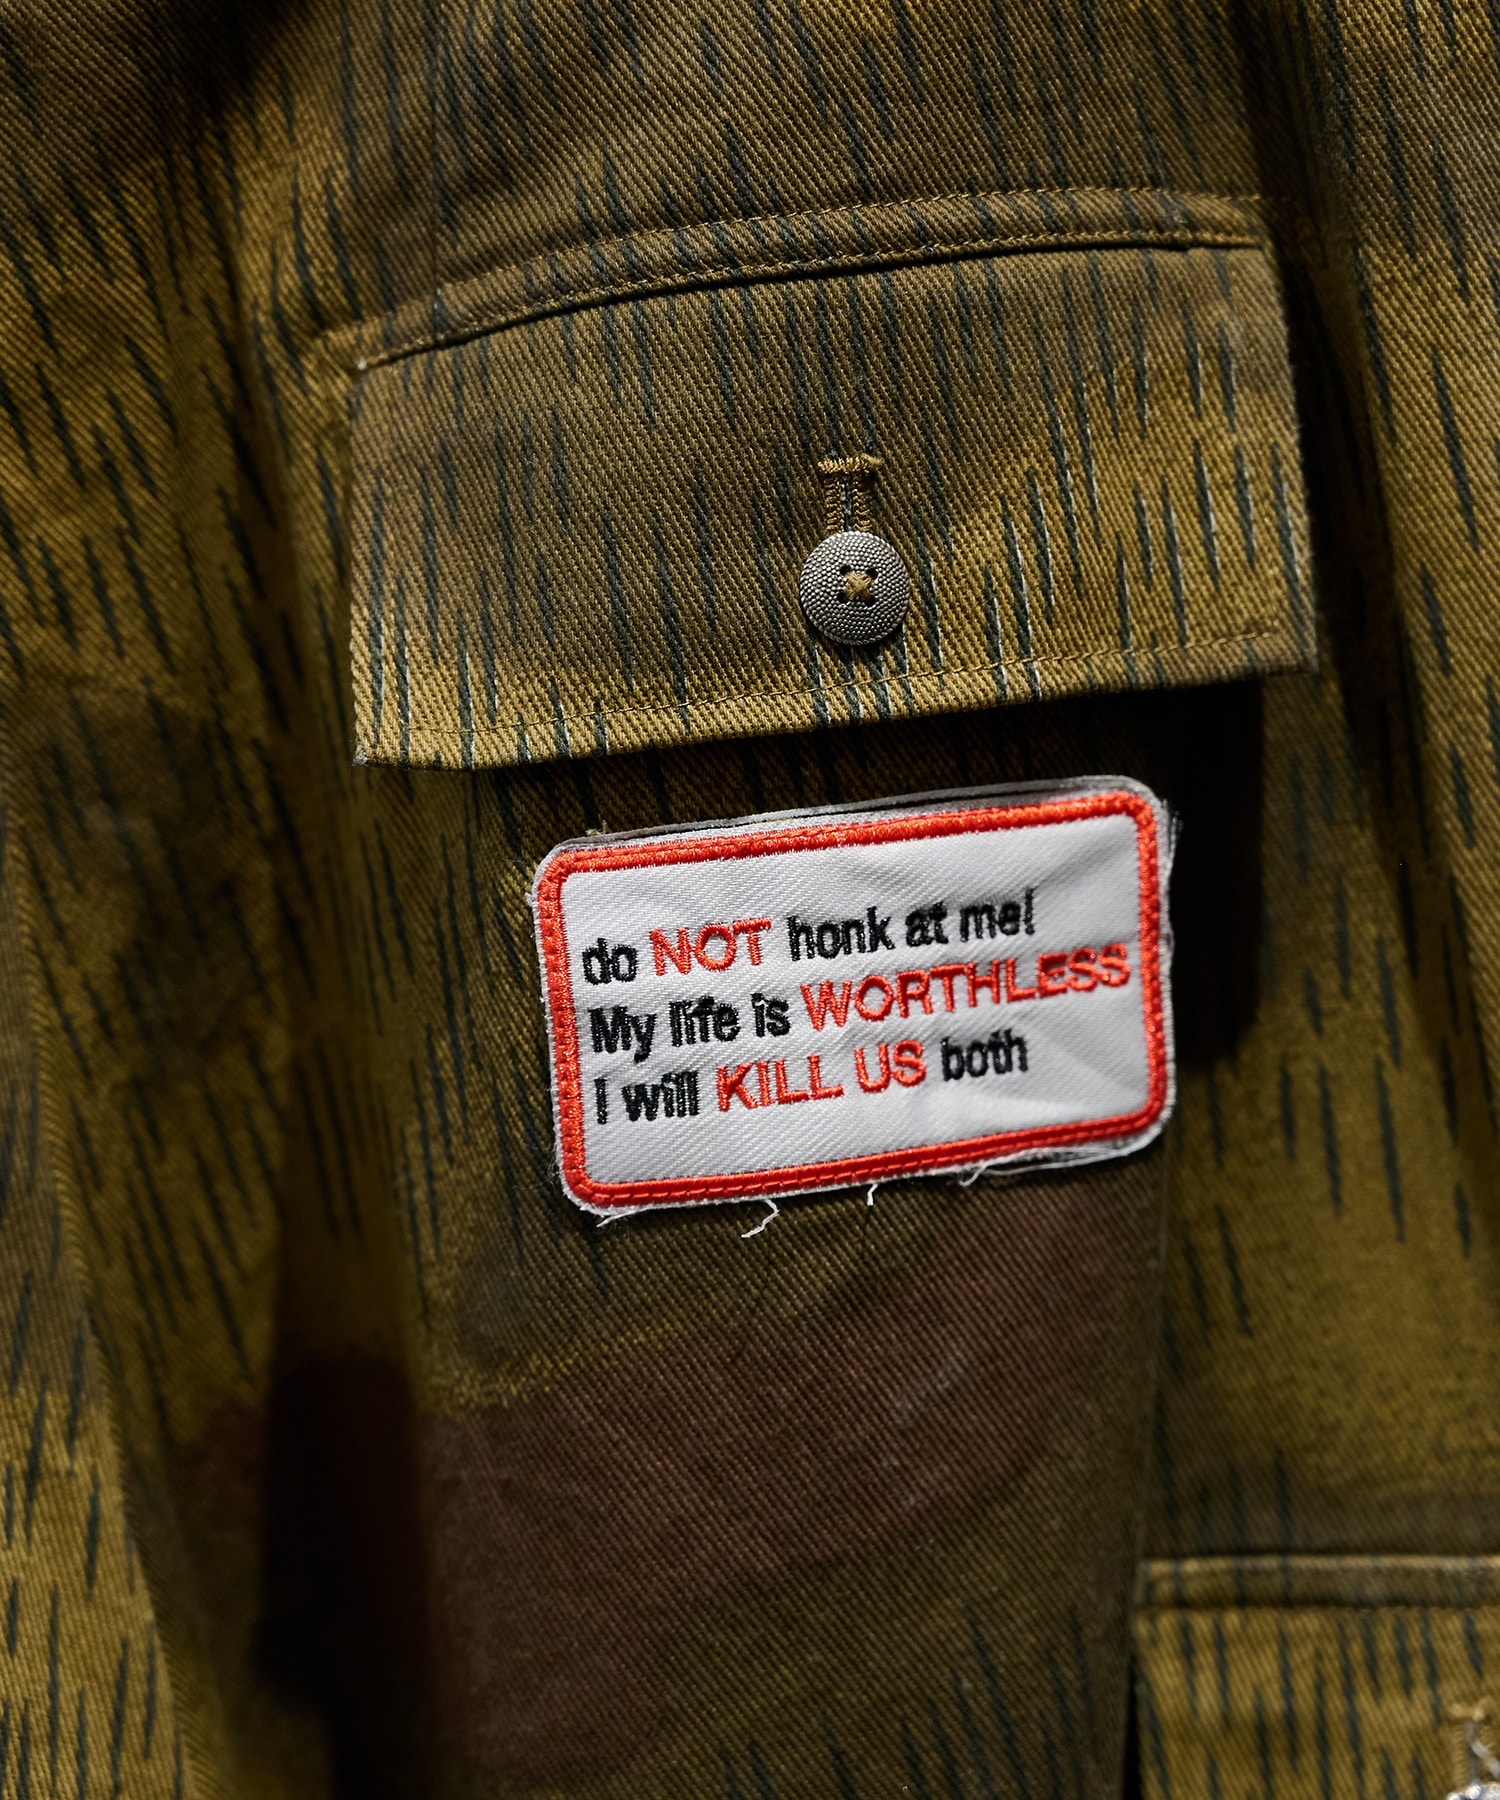 do NOT honk at me!
My life is WORTHLESS
I will KILL US both